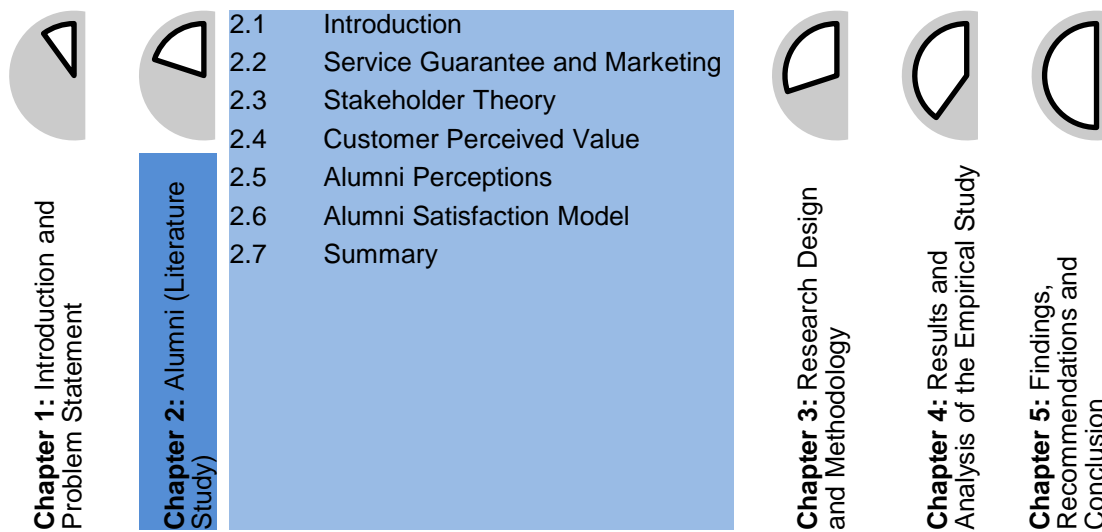 Chapter 1: Introduction and
Problem Statement
Chapter 2: Alumni (Literature
Study)
2.1 Introduction
2.2 Service Guarantee and Marketing
2.3 Stakeholder Theory
2.4 Customer Perceived Value
2.5 Alumni Perceptions
2.6 Alumni Satisfaction Model
2.7 Summary
Chapter 3: Research Design
and Methodology
Chapter 4: Results and
Analysis of the Empirical Study
Chapter 5: Findings,
Recommendations and
Conclusion